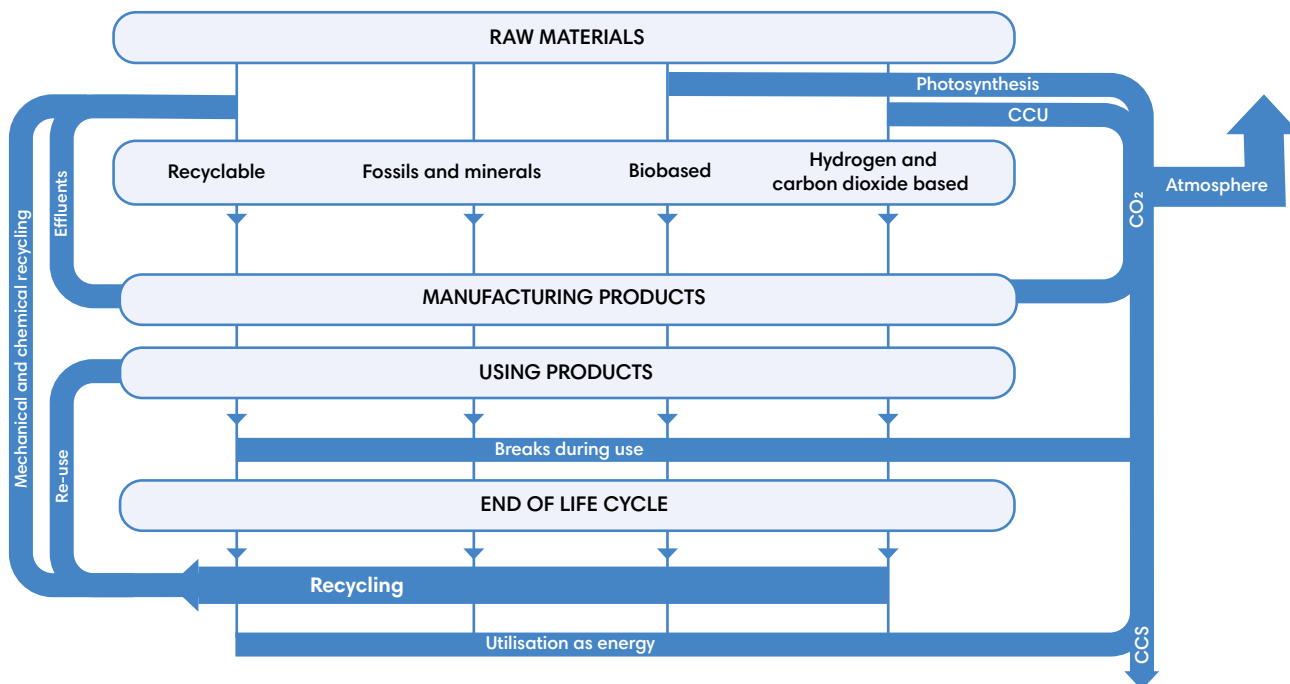 RAW MATERIALS
Photosynthesis
CCU
Recyclable
Fossils and minerals
Biobased
Hydrogen and
carbon dioxide based
Atmosphere
CO₂
Effluents
Mechanical and chemical recycling
MANUFACTURING PRODUCTS
USING PRODUCTS
Breaks during use
Re-use
END OF LIFE CYCLE
Recycling
Utilisation as energy
CCS